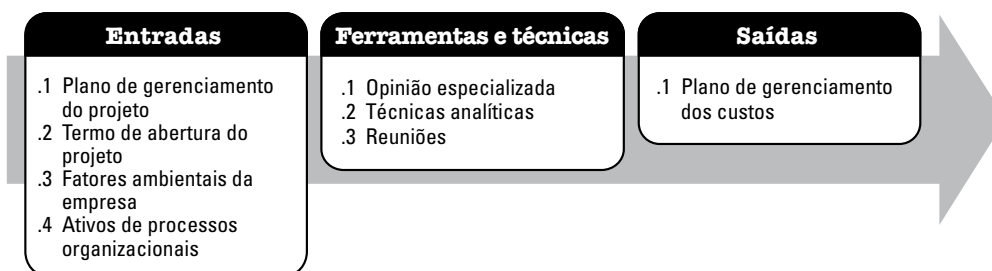 Entradas
.1 Plano de gerenciamento
do projeto
.2 Termo de abertura do
projeto
.3 Fatores ambientais da
empresa
.4 Ativos de processos
organizacionais
Ferramentas e técnicas
.1 Opinião especializada
.2 Técnicas analíticas
.3 Reuniões
Saídas
.1 Plano de gerenciamento
dos custos